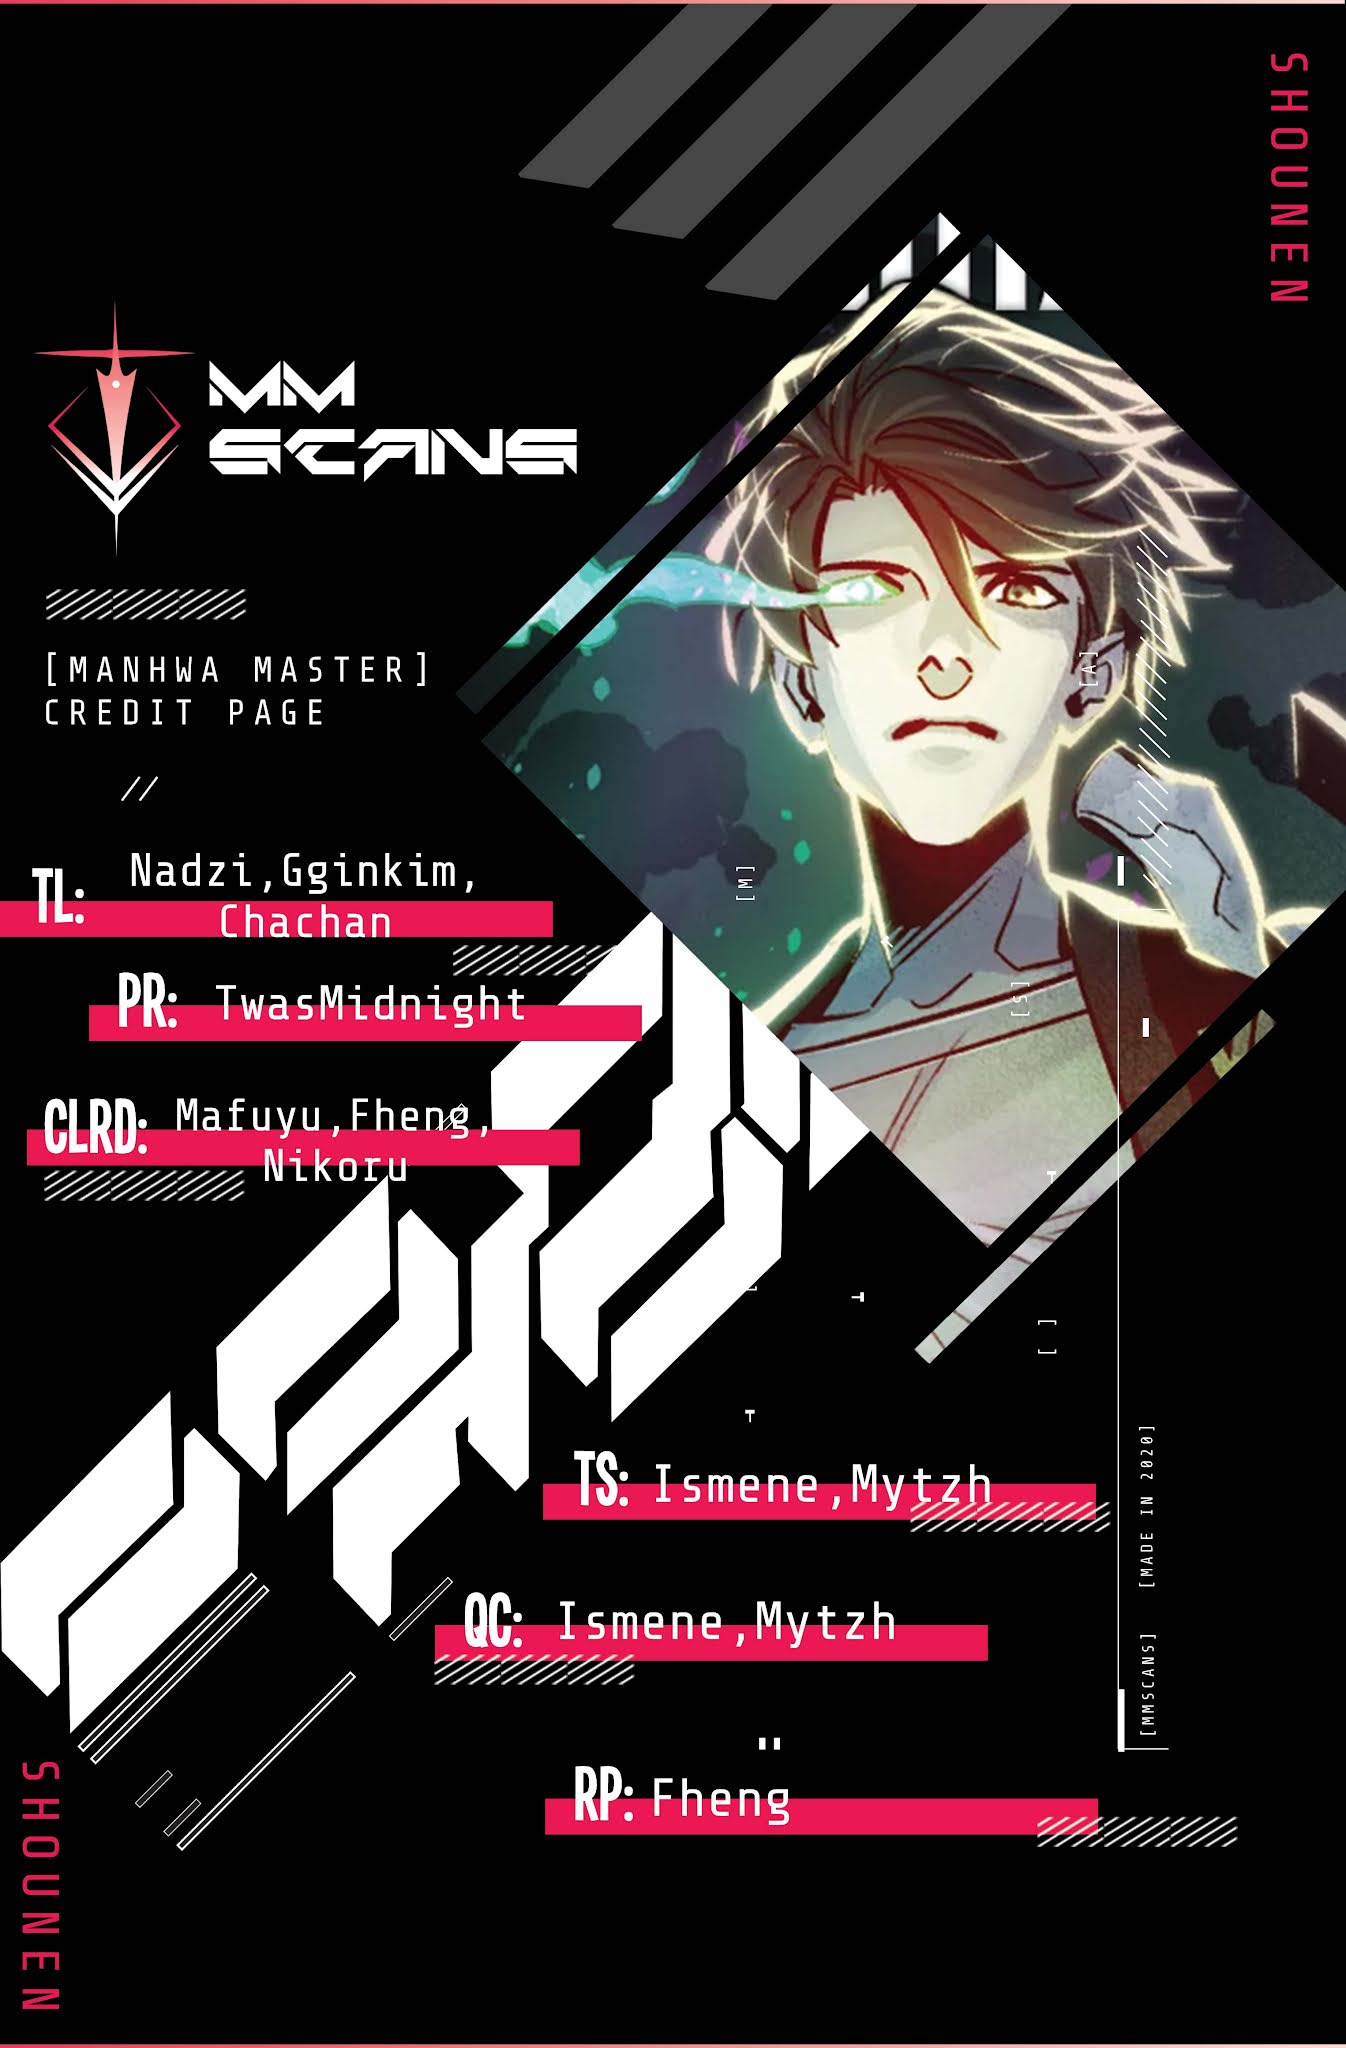 SHOUNEN
MM
SCANS
[MANHWA MASTER]
CREDIT PAGE
//
TL: Nadzi,Gginkim,
Chachan
PR: TwasMidnight
CLRD: Mafuyu,Fheng,
Nikoru
[A]
[M]
[S]
TS: Ismene,Mytzh
QC: Ismene,Mytzh
RP: Fheng
[MMSCANS] [MADE IN 2020]
SHOUNEN